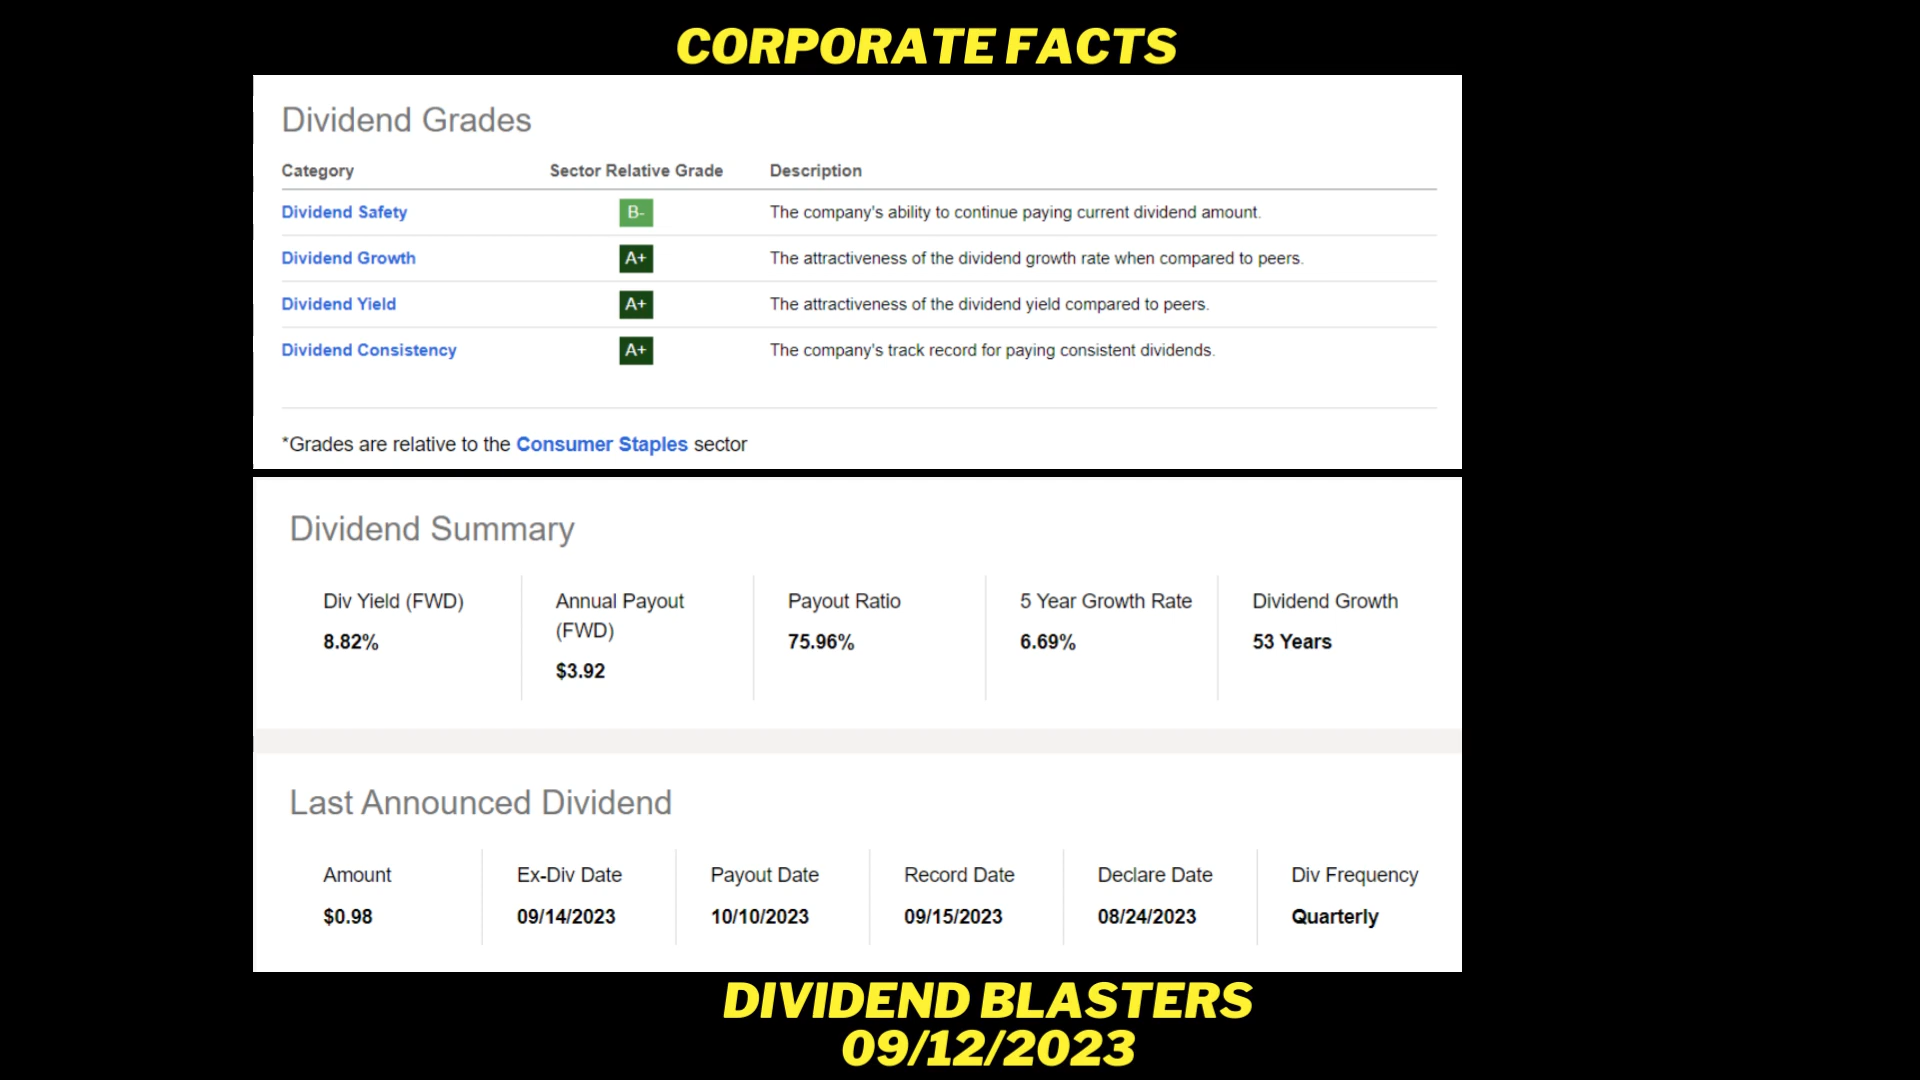 CORPORATE FACTS
Dividend Grades
Category Sector Relative Grade Description
Dividend Safety B- The company's ability to continue paying current dividend amount.
Dividend Growth A+ The attractiveness of the dividend growth rate when compared to peers.
Dividend Yield A+ The attractiveness of the dividend yield compared to peers.
Dividend Consistency A+ The company's track record for paying consistent dividends.
*Grades are relative to the Consumer Staples sector
Dividend Summary
Div Yield (FWD)
8.82%
Annual Payout
(FWD)
$3.92
Payout Ratio
75.96%
5 Year Growth Rate
6.69%
Dividend Growth
53 Years
Last Announced Dividend
Amount
$0.98
Ex-Div Date
09/14/2023
Payout Date
10/10/2023
Record Date
09/15/2023
Declare Date
08/24/2023
Div Frequency
Quarterly
DIVIDEND BLASTERS
09/12/2023